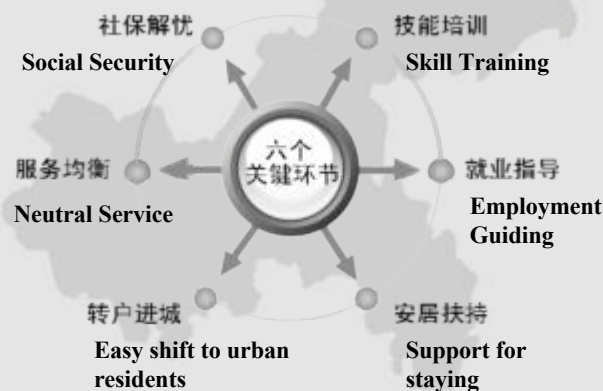 社保解忧
Social Security
技能培训
Skill Training
六个
关键环节
服务均衡
Neutral Service
就业指导
Employment
Guiding
转户进城
Easy shift to urban
residents
安居扶持
Support for
staying